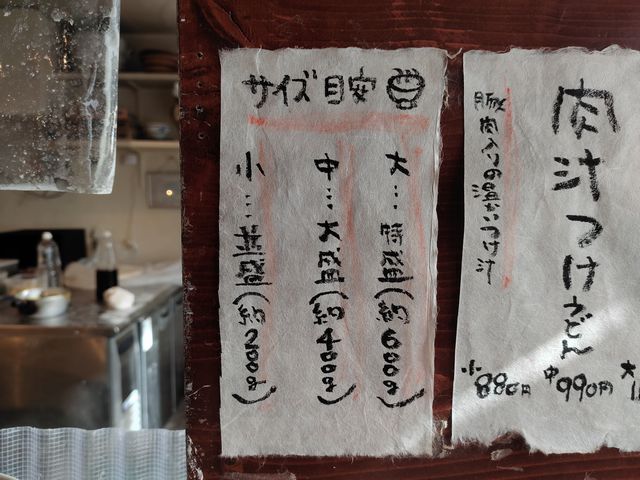 肉汁つけうどん
豚肉入りの温かいつけ汁
小880円
中990円
大
サイズ目安
大…特盛(約600g)
中…大盛(約400g)
小…並盛(約200g)